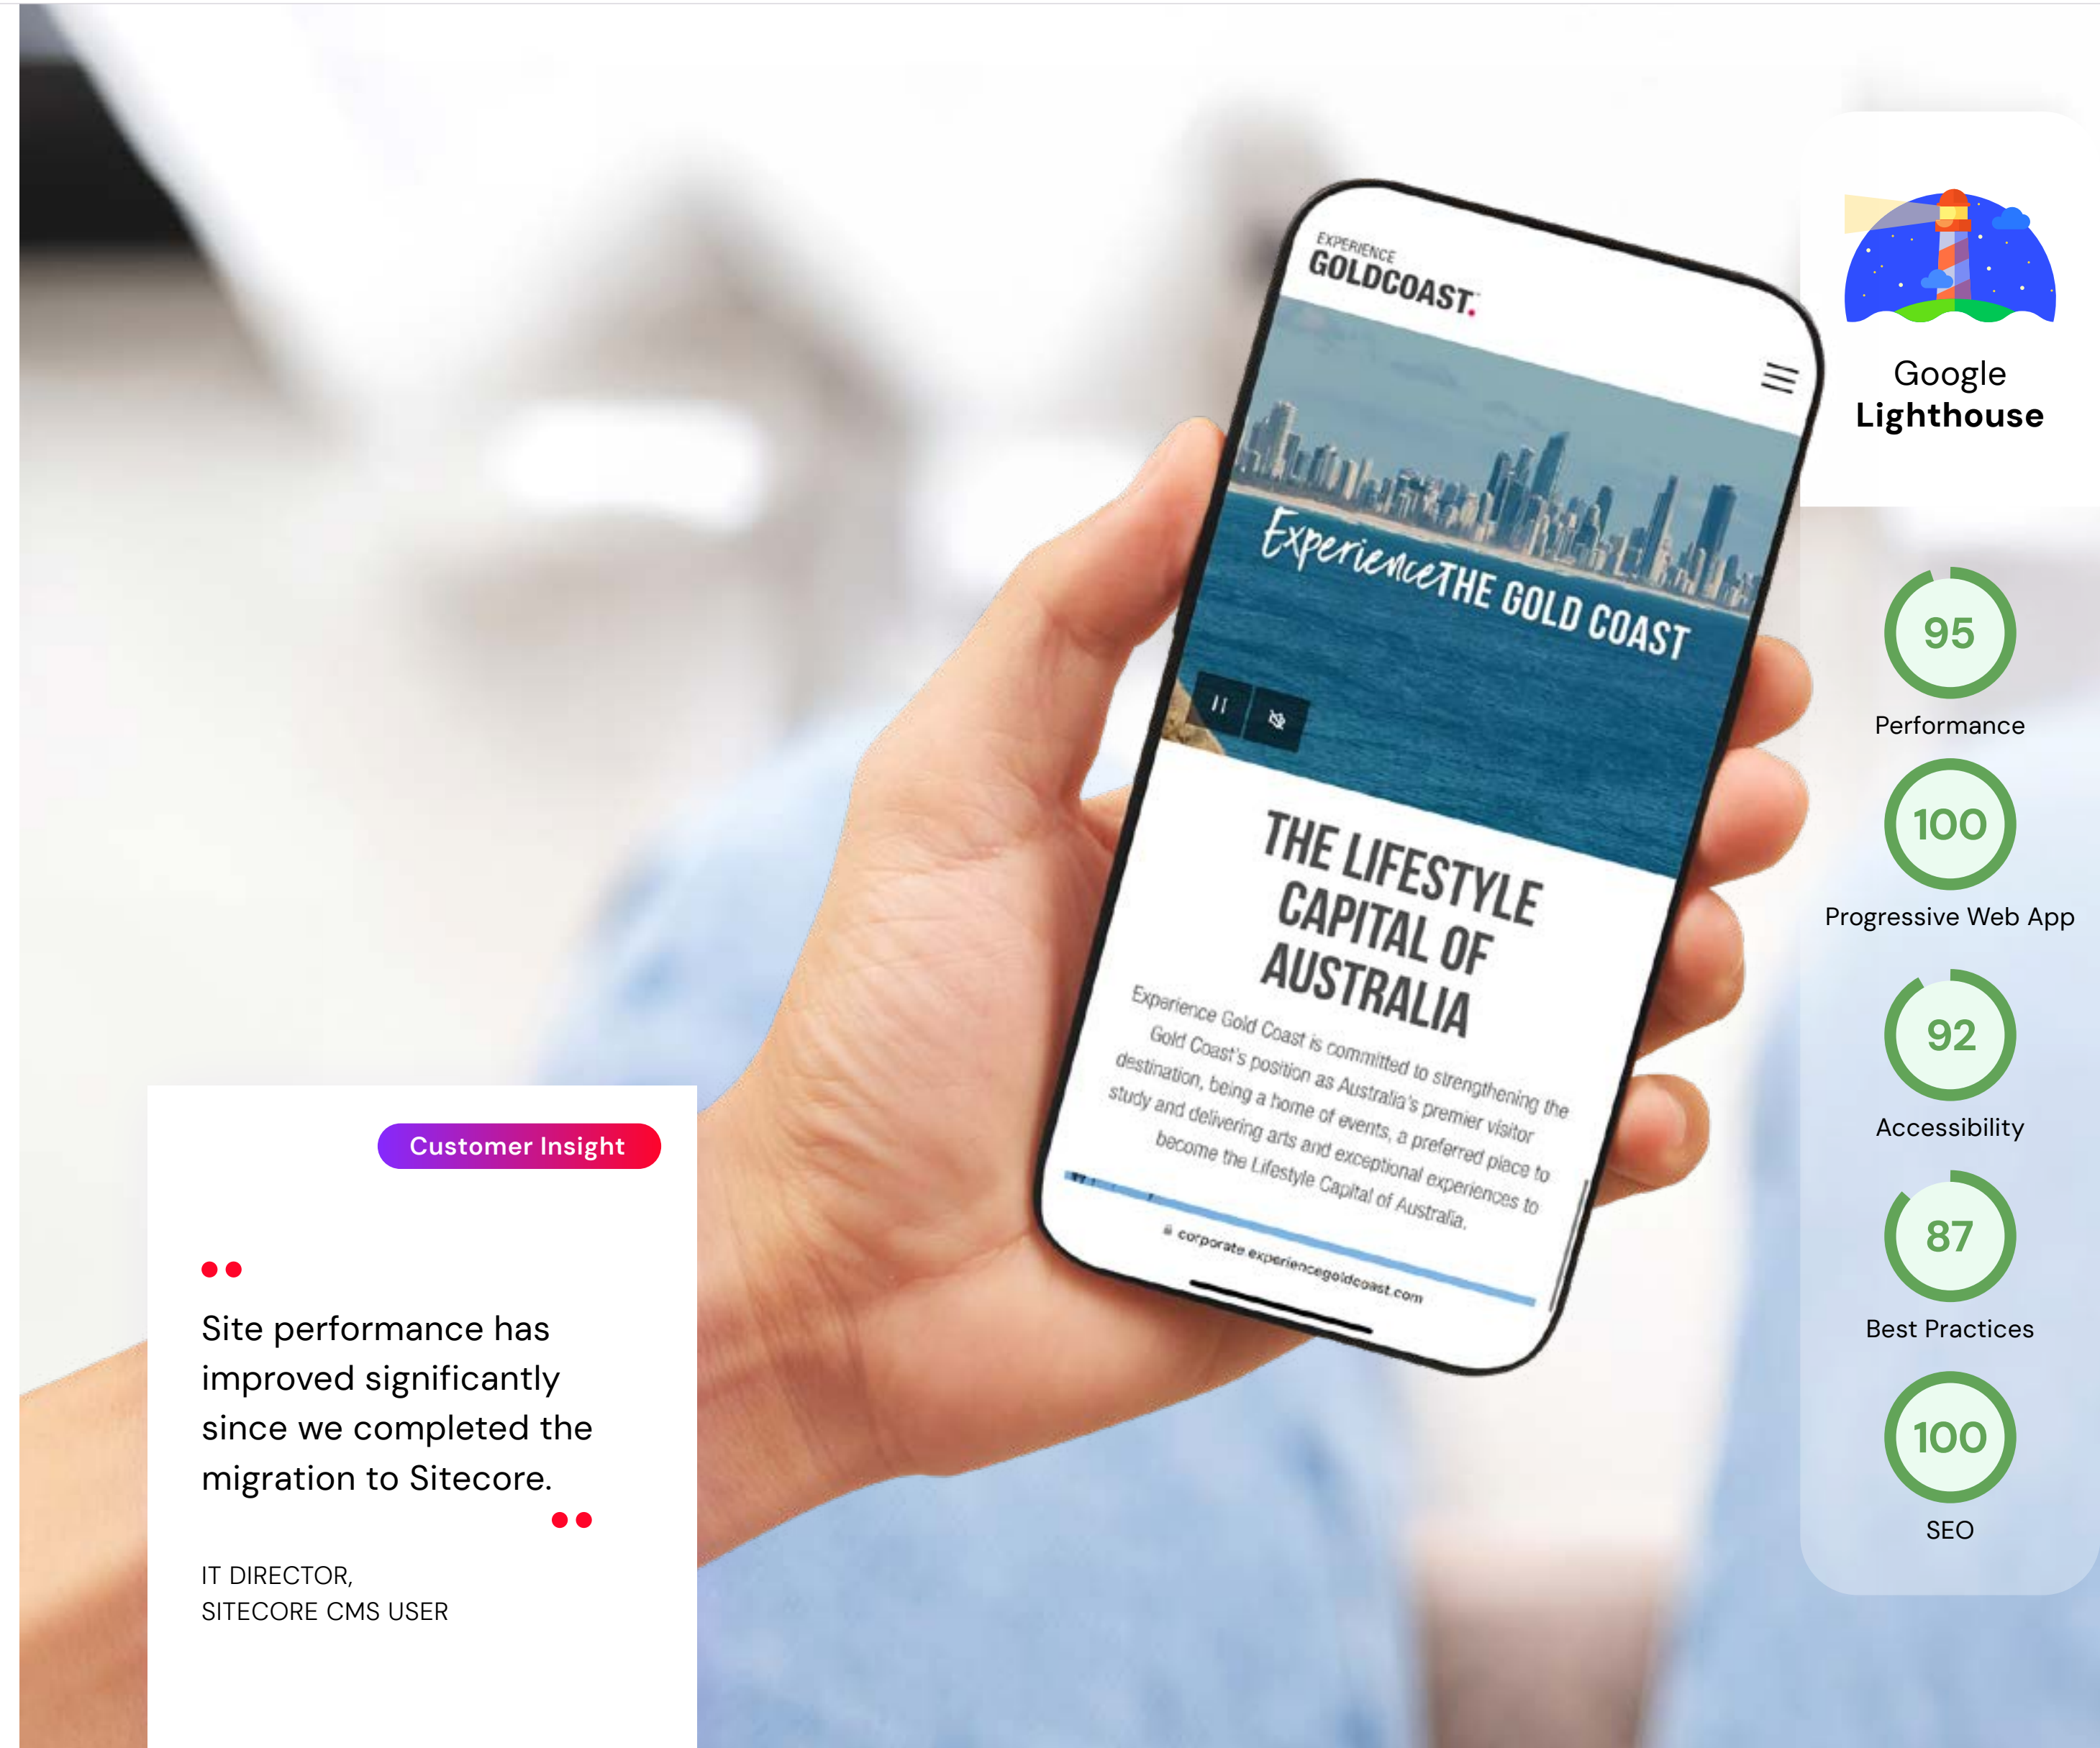 EXPERIENCE
GOLDCOAST.
Experience THE GOLD COAST
THE LIFESTYLE
CAPITAL OF
AUSTRALIA
Experience Gold Coast is committed to strengthening the
Gold Coast's position as Australia's premier visitor
destination, being a home of events, a preferred place to
study and delivering arts and exceptional experiences to
become the Lifestyle Capital of Australia.
corporate.experiencegoldcoast.com
Google
Lighthouse
95
Performance
100
Progressive Web App
92
Accessibility
87
Best Practices
100
SEO
Customer Insight
Site performance has
improved significantly
since we completed the
migration to Sitecore.
IT DIRECTOR,
SITECORE CMS USER